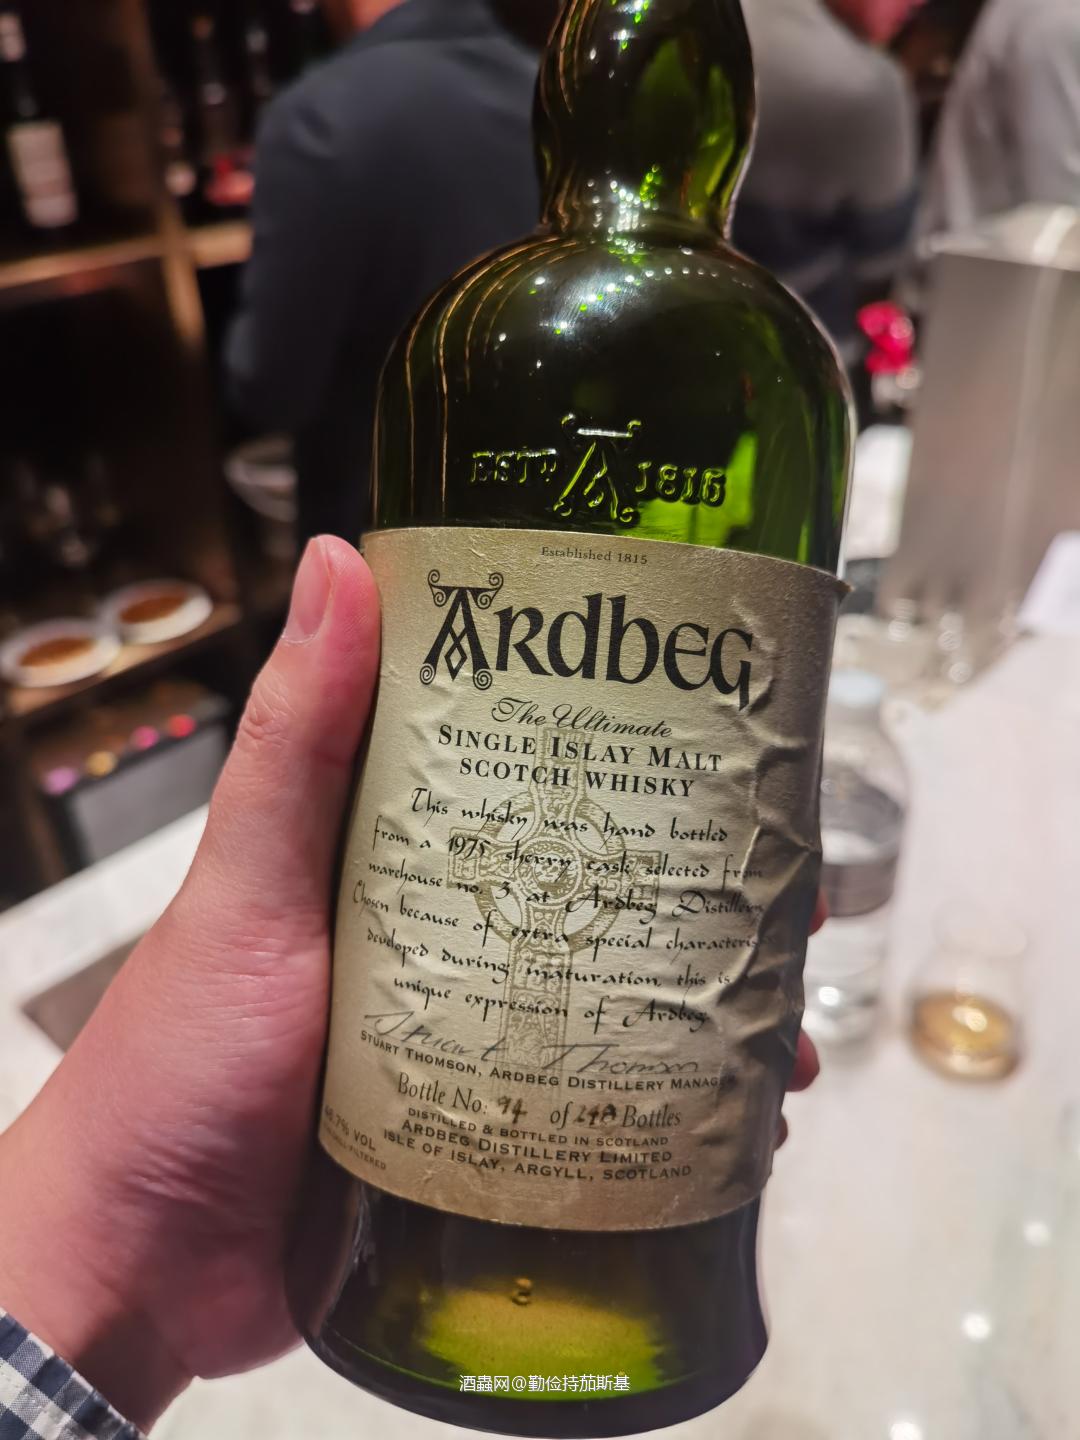 ESTD A 1815
Established 1815
ARdbEG
The Ultimate
SINGLE ISLAY MALT
SCOTCH WHISKY
This whisky was hand bottled
from a 1975 sherry cask selected from
warehouse no. 3 at Ardbeg Distillery.
Chosen because of extra special
developed during maturation, this is
unique expression of Ardbeg.
Stuart Thomson
STUART THOMSON, ARDBEG DISTILLERY MANAGER
Bottle No: 94 of Bottles
DISTILLED & BOTTLED IN SCOTLAND
ARDBEG DISTILLERY LIMITED
ISLE OF ISLAY, ARGYLL, SCOTLAND
% VOL
酒蟲网@勤俭持茄斯基